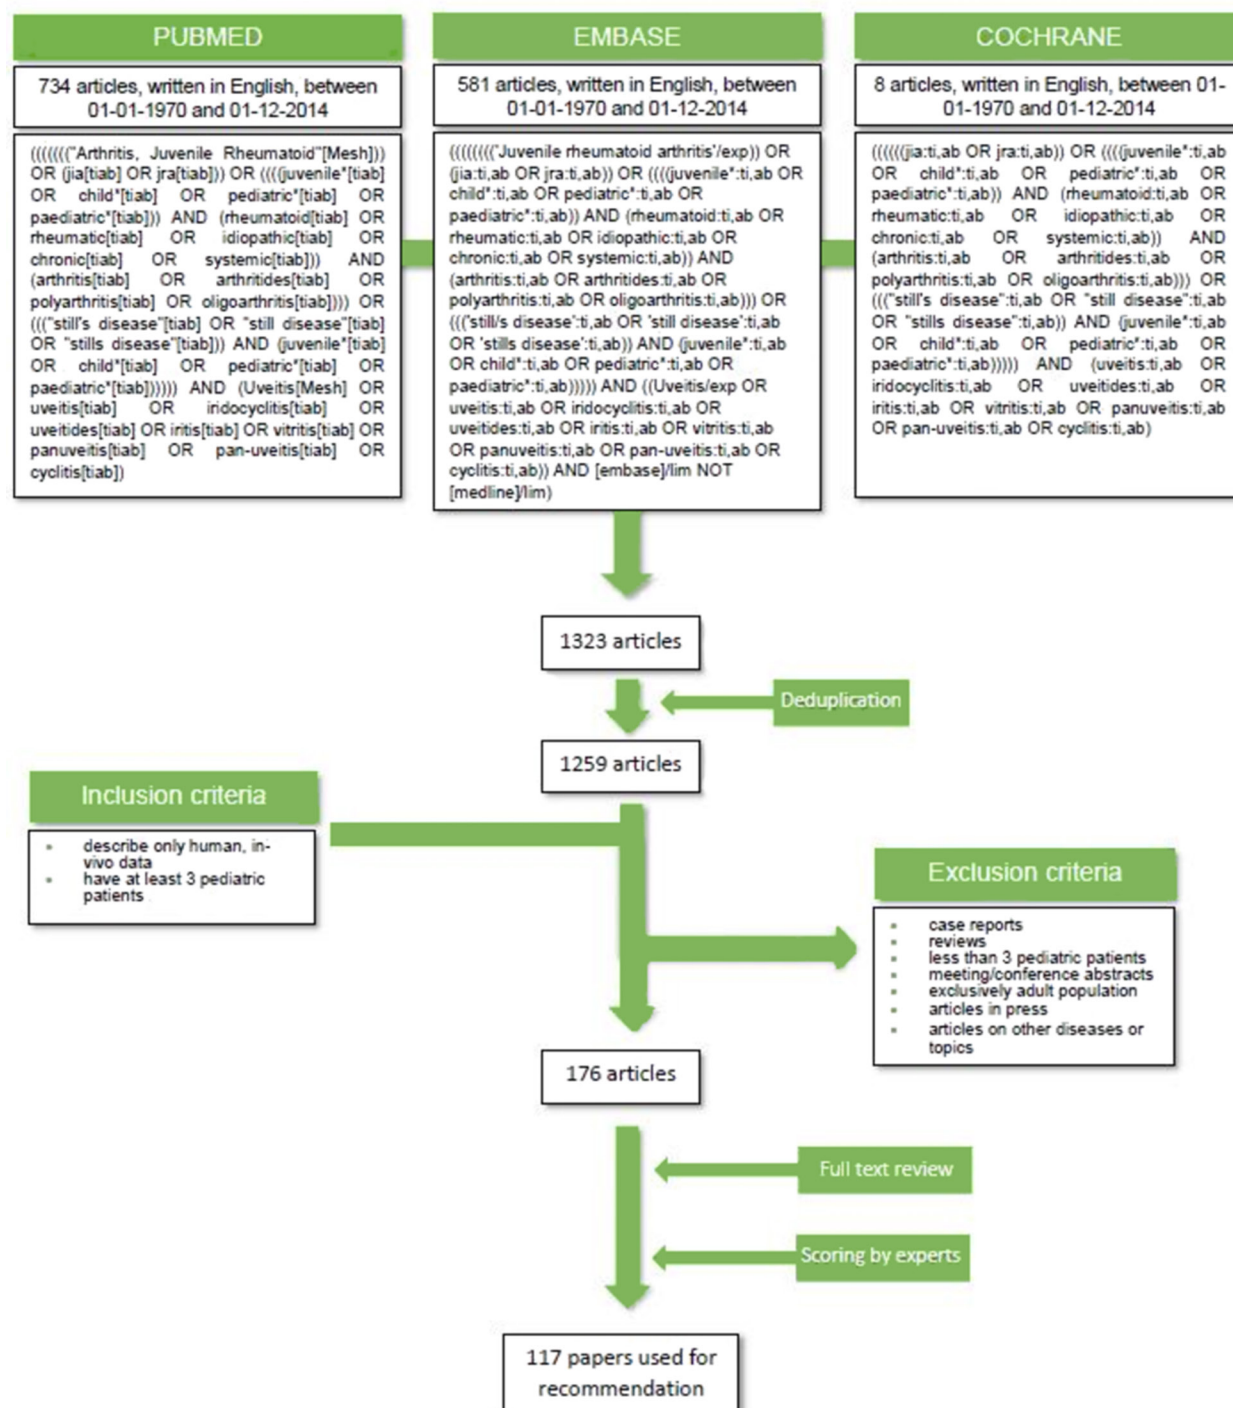 PUBMED
734 articles, written in English, between
01-01-1970 and 01-12-2014
((((((("Arthritis, Juvenile Rheumatoid"[Mesh]))
OR (jia[tiab] OR jra[tiab])) OR ((((juvenile*[tiab]
OR child*[tiab] OR pediatric*[tiab] OR
paediatric*[tiab])) AND (rheumatoid[tiab] OR
rheumatic[tiab] OR idiopathic[tiab] OR
chronic[tiab] OR systemic[tiab])) AND
(arthritis[tiab] OR arthritides[tiab] OR
polyarthritis[tiab] OR oligoarthritis[tiab]))) OR
((("still's disease"[tiab] OR "still disease"[tiab]
OR "stills disease"[tiab])) AND (juvenile*[tiab]
OR child*[tiab] OR pediatric*[tiab] OR
paediatric*[tiab])))))) AND (Uveitis[Mesh] OR
uveitis[tiab] OR iridocyclitis[tiab] OR
uveitides[tiab] OR iritis[tiab] OR vitritis[tiab] OR
panuveitis[tiab] OR pan-uveitis[tiab] OR
cyclitis[tiab])
EMBASE
581 articles, written in English, between
01-01-1970 and 01-12-2014
(((((((('Juvenile rheumatoid arthritis'/exp)) OR
(jia:ti,ab OR jra:ti,ab)) OR ((((juvenile*:ti,ab OR
child*:ti,ab OR pediatric*:ti,ab OR
paediatric*:ti,ab)) AND (rheumatoid:ti,ab OR
rheumatic:ti,ab OR idiopathic:ti,ab OR
chronic:ti,ab OR systemic:ti,ab)) AND
(arthritis:ti,ab OR arthritides:ti,ab OR
polyarthritis:ti,ab OR oligoarthritis:ti,ab))) OR
((('still/s disease':ti,ab OR 'still disease':ti,ab
OR 'stills disease':ti,ab)) AND (juvenile*:ti,ab
OR child*:ti,ab OR pediatric*:ti,ab OR
paediatric*:ti,ab))))) AND ((Uveitis/exp OR
uveitis:ti,ab OR iridocyclitis:ti,ab OR
uveitides:ti,ab OR iritis:ti,ab OR vitritis:ti,ab
OR panuveitis:ti,ab OR pan-uveitis:ti,ab OR
cyclitis:ti,ab)) AND [embase]/lim NOT
[medline]/lim)
COCHRANE
8 articles, written in English, between 01-
01-1970 and 01-12-2014
((((((jia:ti,ab OR jra:ti,ab)) OR ((((juvenile*:ti,ab
OR child*:ti,ab OR pediatric*:ti,ab OR
paediatric*:ti,ab)) AND (rheumatoid:ti,ab OR
rheumatic:ti,ab OR idiopathic:ti,ab OR
chronic:ti,ab OR systemic:ti,ab)) AND
(arthritis:ti,ab OR arthritides:ti,ab OR
polyarthritis:ti,ab OR oligoarthritis:ti,ab))) OR
((("still's disease":ti,ab OR "still disease":ti,ab
OR "stills disease":ti,ab)) AND (juvenile*:ti,ab
OR child*:ti,ab OR pediatric*:ti,ab OR
paediatric*:ti,ab))))) AND (uveitis:ti,ab OR
iridocyclitis:ti,ab OR uveitides:ti,ab OR
iritis:ti,ab OR vitritis:ti,ab OR panuveitis:ti,ab
OR pan-uveitis:ti,ab OR cyclitis:ti,ab)
1323 articles
Deduplication
1259 articles
Inclusion criteria
▪ describe only human, in-
vivo data
▪ have at least 3 pediatric
patients
Exclusion criteria
▪ case reports
▪ reviews
▪ less than 3 pediatric patients
▪ meeting/conference abstracts
▪ exclusively adult population
▪ articles in press
▪ articles on other diseases or
topics
176 articles
Full text review
Scoring by experts
117 papers used for
recommendation